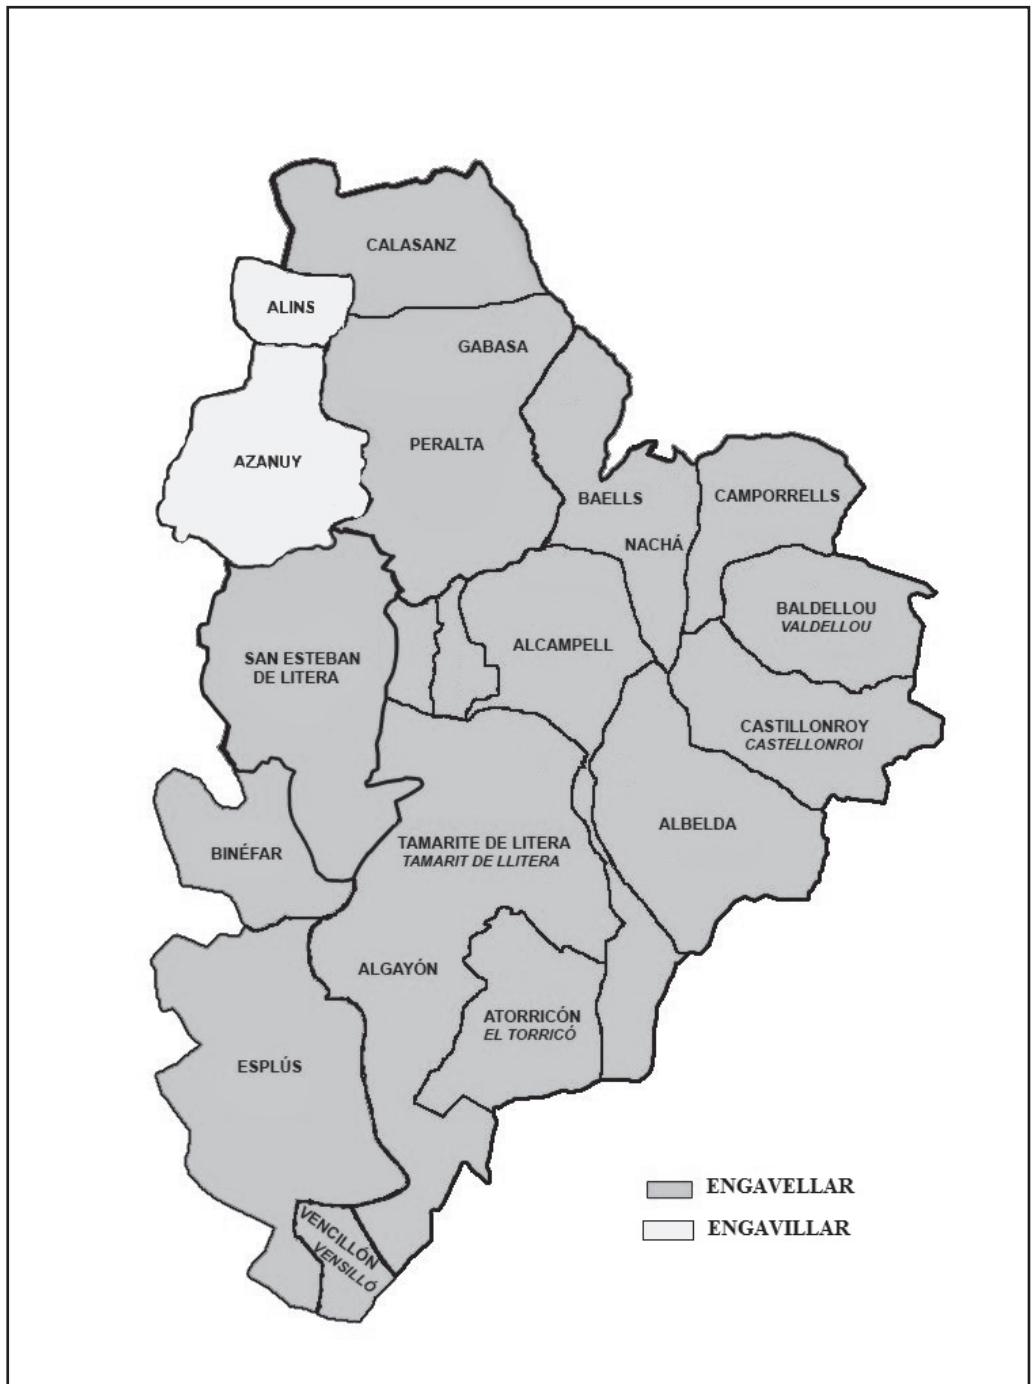 CALASANZ
ALINS
GABASA
PERALTA
AZANUY
BAELLS
CAMPORRELLS
NACHÁ
BALDELLOU
VALDELLOU
ALCAMPELL
SAN ESTEBAN
DE LITERA
CASTILLONROY
CASTELLONROI
ALBELDA
TAMARITE DE LITERA
TAMARIT DE LLITERA
BINÉFAR
ALGAYÓN
ATORRICÓN
EL TORRICÓ
ESPLÚS
VENCILLÓN
VENSILLÓ
ENGAVELLAR
ENGAVILLAR